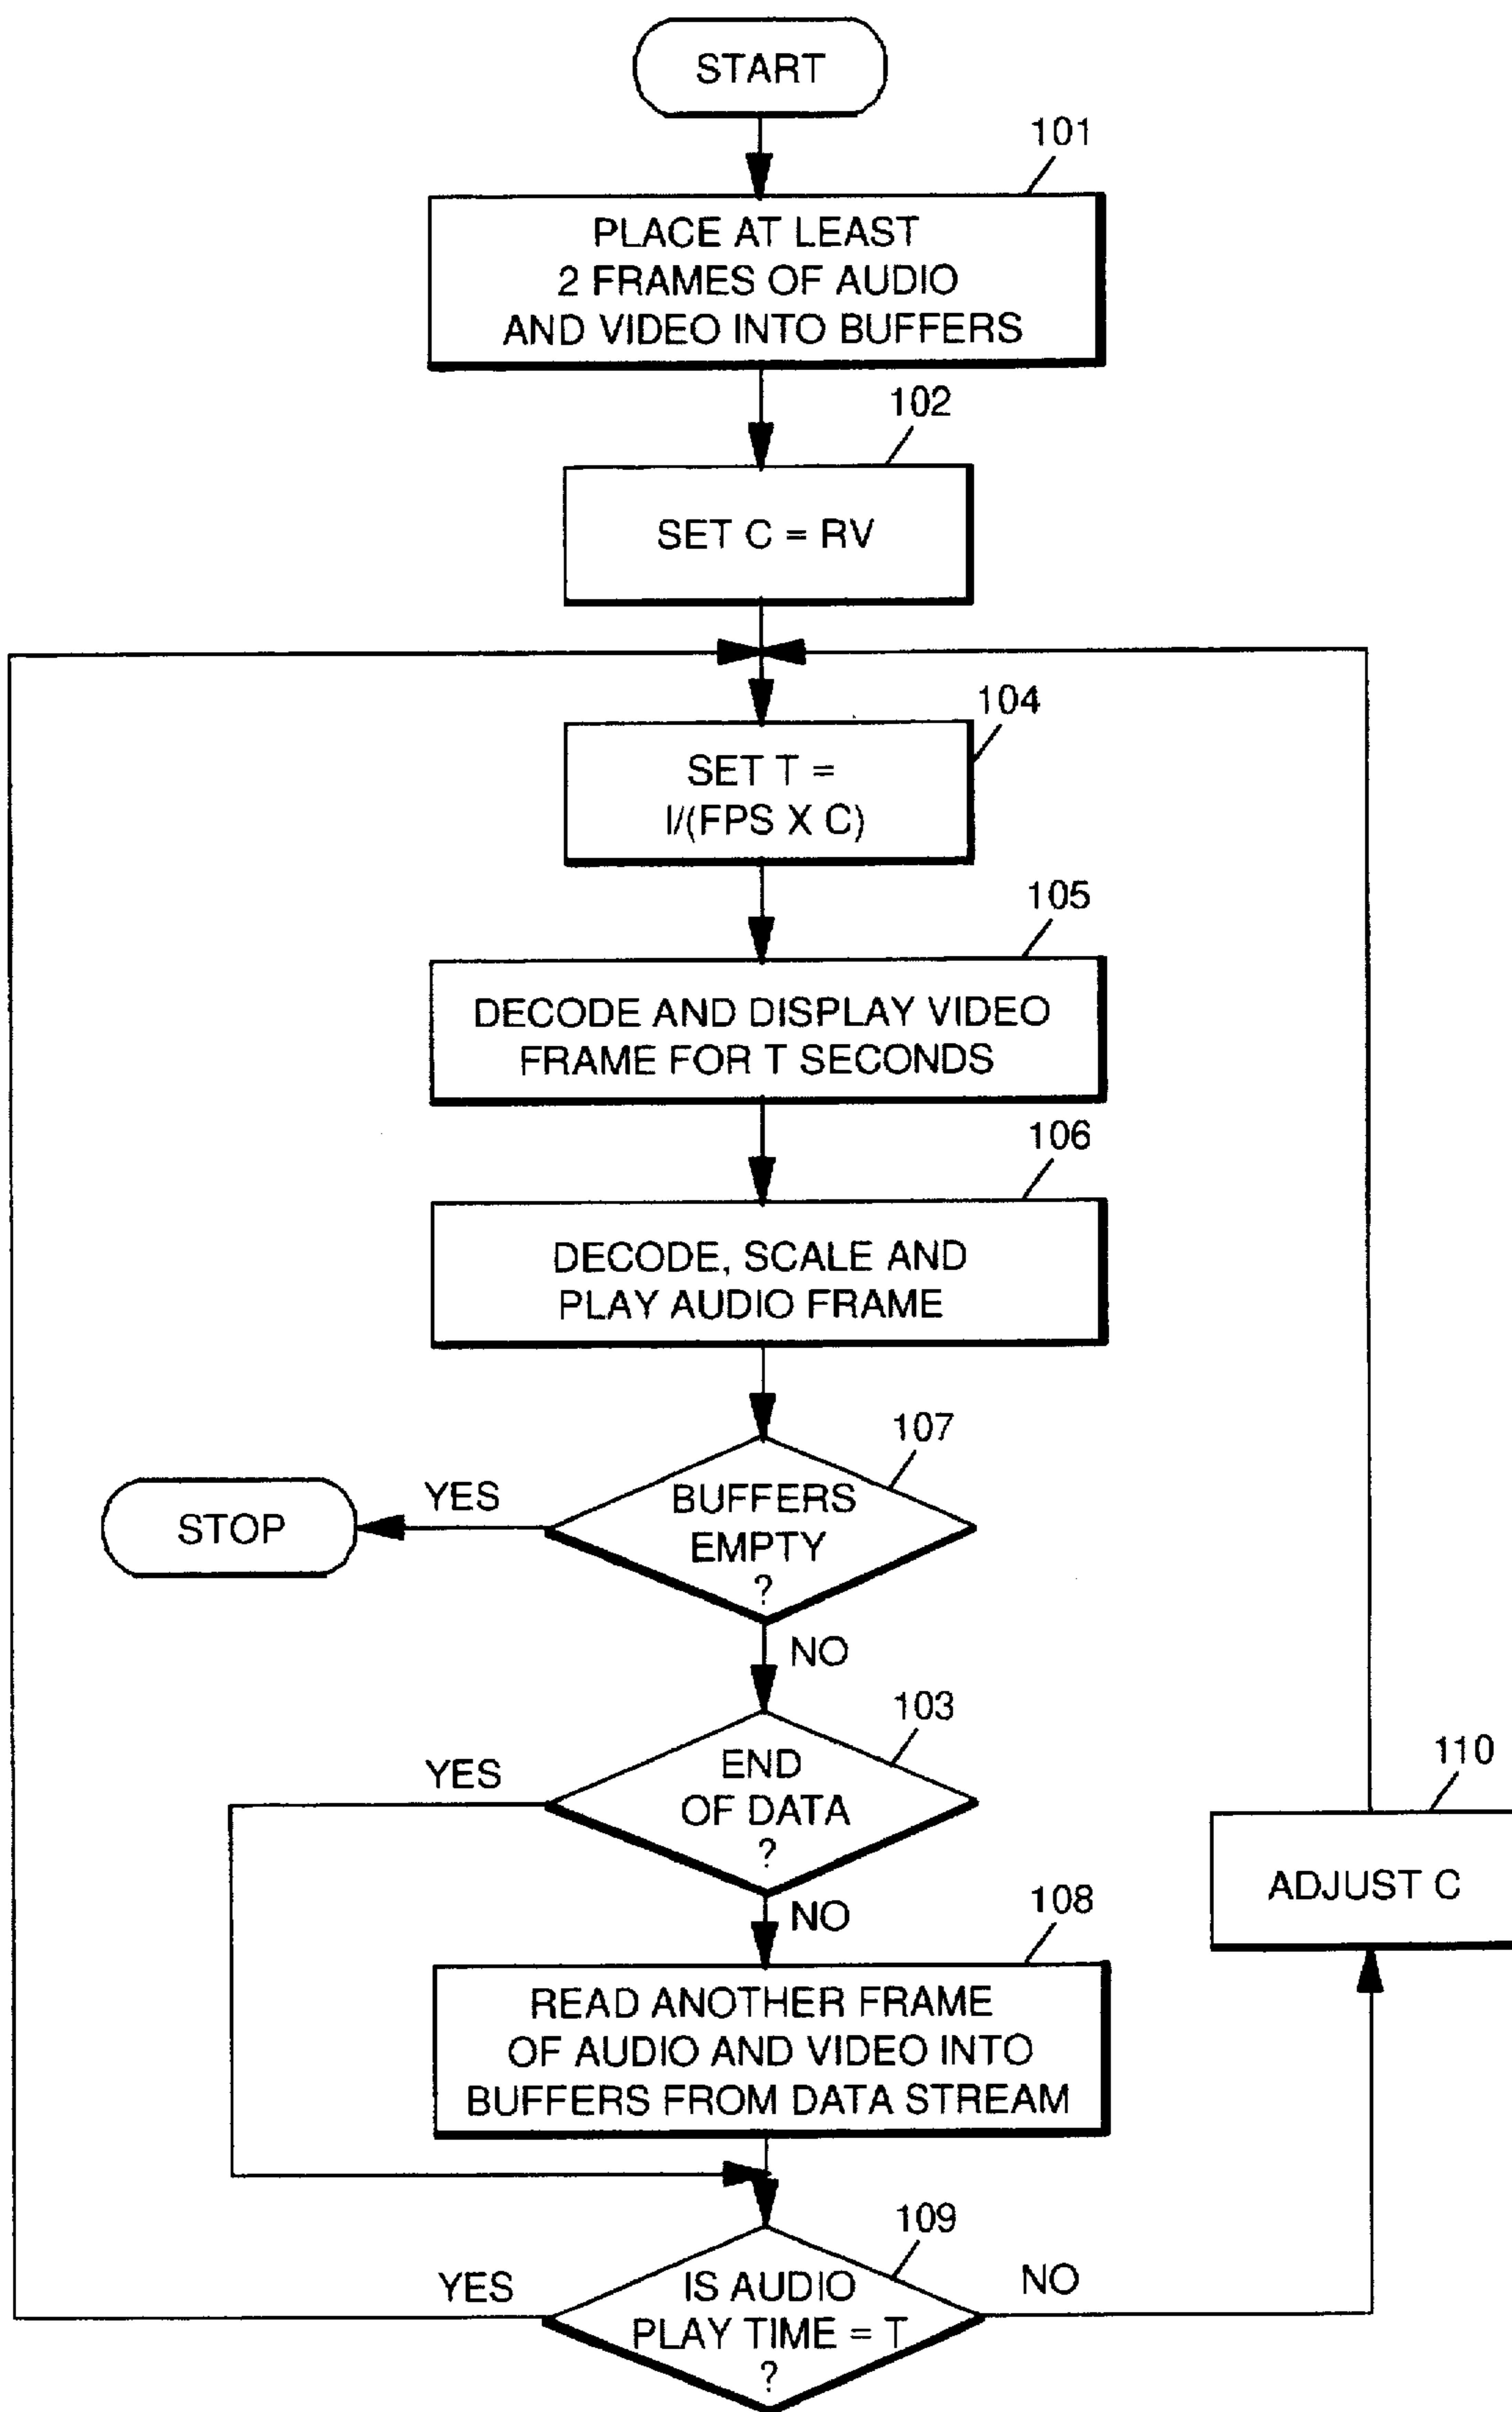 START
101
PLACE AT LEAST
2 FRAMES OF AUDIO
AND VIDEO INTO BUFFERS
102
SET C = RV
104
SET T =
I/(FPS X C)
105
DECODE AND DISPLAY VIDEO
FRAME FOR T SECONDS
106
DECODE, SCALE AND
PLAY AUDIO FRAME
107
BUFFERS
EMPTY
?
YES
STOP
NO
103
END
OF DATA
?
YES
NO
108
READ ANOTHER FRAME
OF AUDIO AND VIDEO INTO
BUFFERS FROM DATA STREAM
109
IS AUDIO
PLAY TIME = T
?
YES
NO
110
ADJUST C